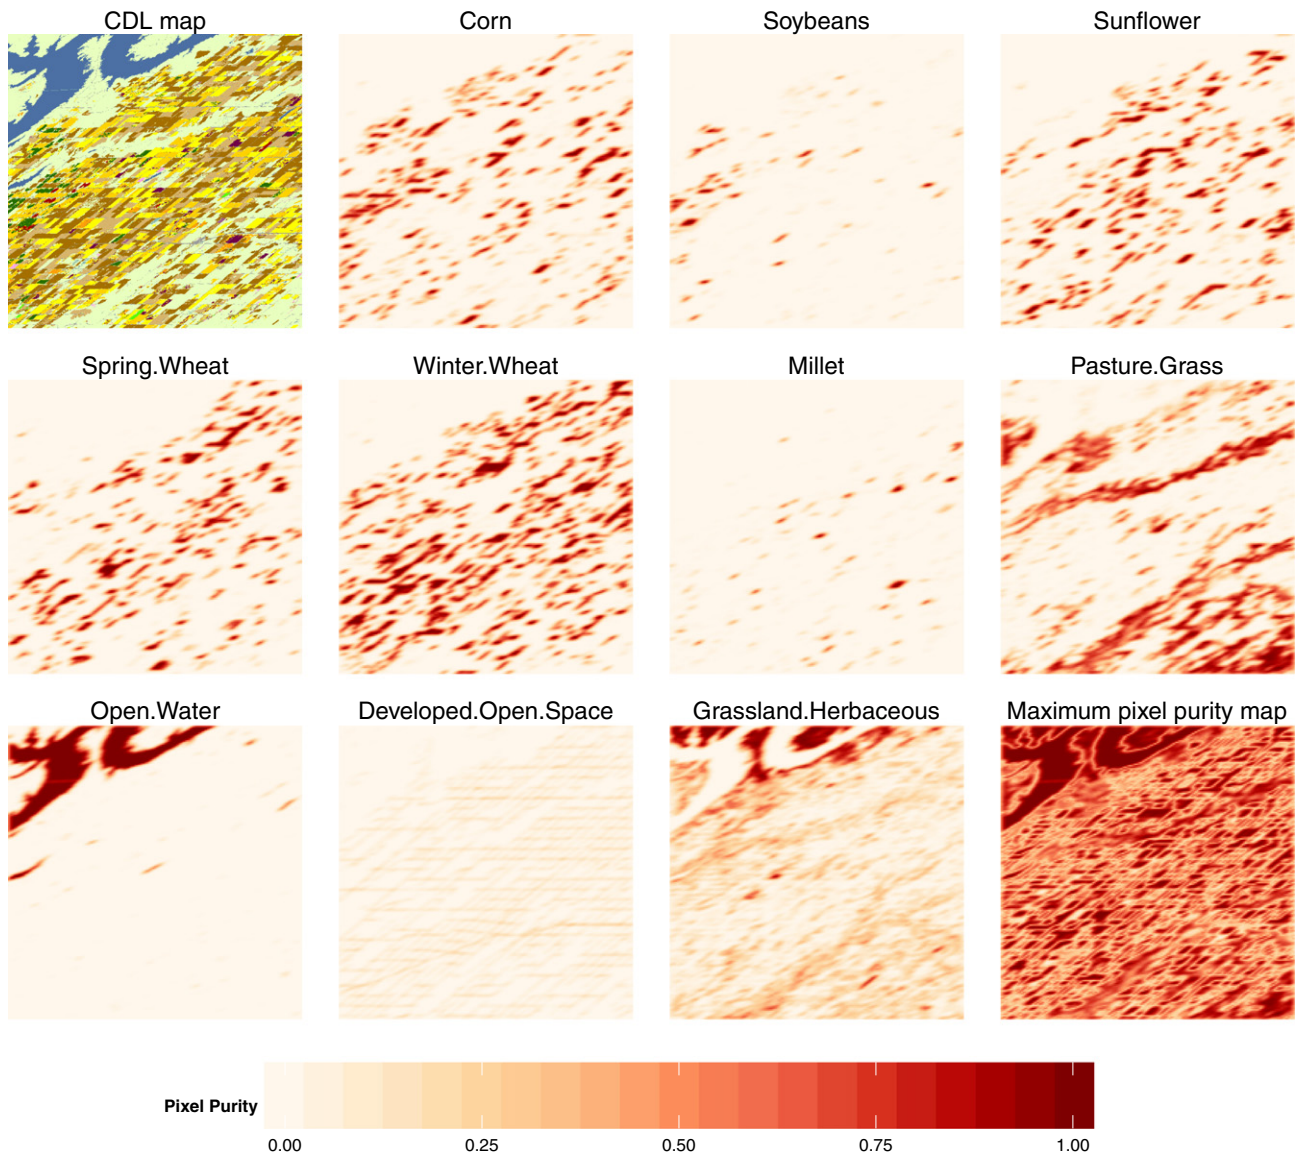 CDL map
Corn
Soybeans
Sunflower
Spring.Wheat
Winter.Wheat
Millet
Pasture.Grass
Open.Water
Developed.Open.Space
Grassland.Herbaceous
Maximum pixel purity map
Pixel Purity
0.00
0.25
0.50
0.75
1.00